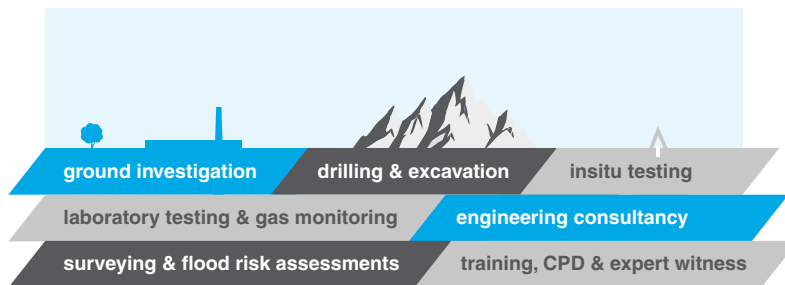 ground investigation drilling & excavation insitu testing
laboratory testing & gas monitoring engineering consultancy
surveying & flood risk assessments training, CPD & expert witness